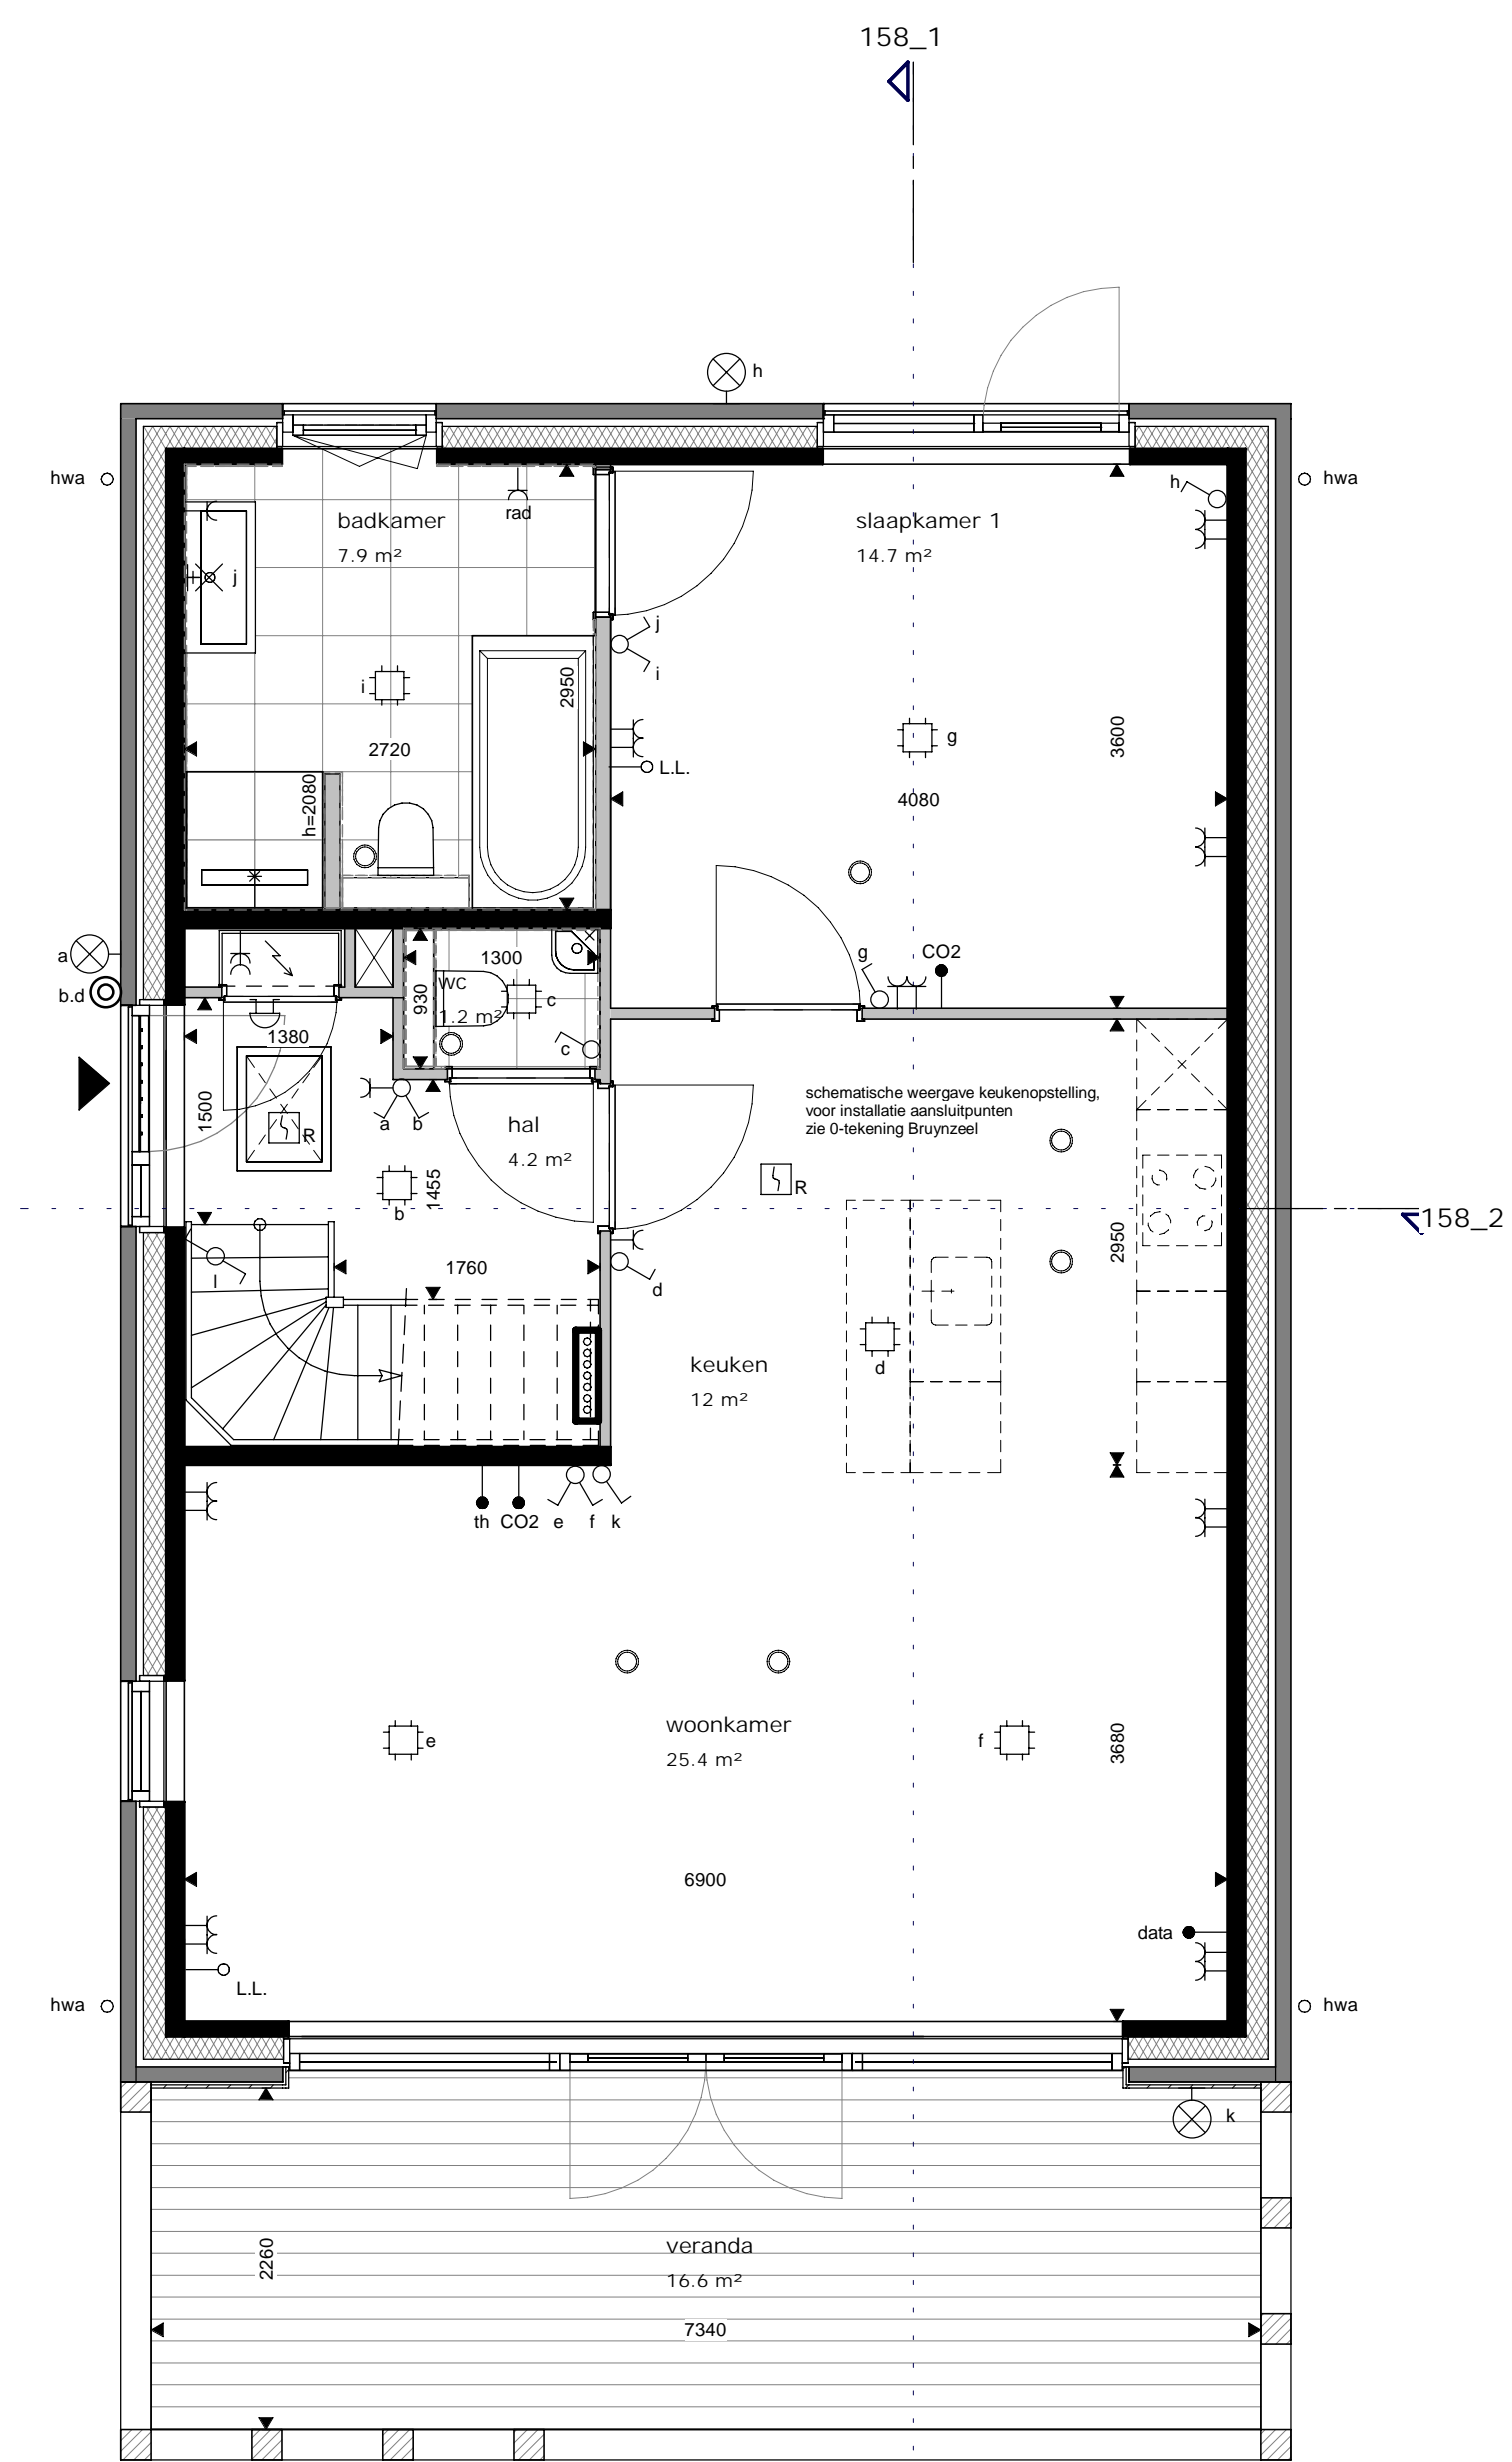 158_1
h
hwa
hwa
h
rad
badkamer
7.9 m²
slaapkamer 1
14.7 m²
j
j
i
i
2950
2720
L.L.
g
3600
4080
h=2080
a
b.d
1300
WC
930
c
1.2 m²
c
g
CO2
1380
1500
R
a b
hal
4.2 m²
schematische weergave keukenopstelling,
voor installatie aansluitpunten
zie 0-tekening Bruynzeel
R
1455
b
158_2
2950
l
1760
d
d
keuken
12 m²
th CO2 e f k
woonkamer
25.4 m²
e
f
3680
6900
data
L.L.
hwa
hwa
k
veranda
16.6 m²
2260
7340